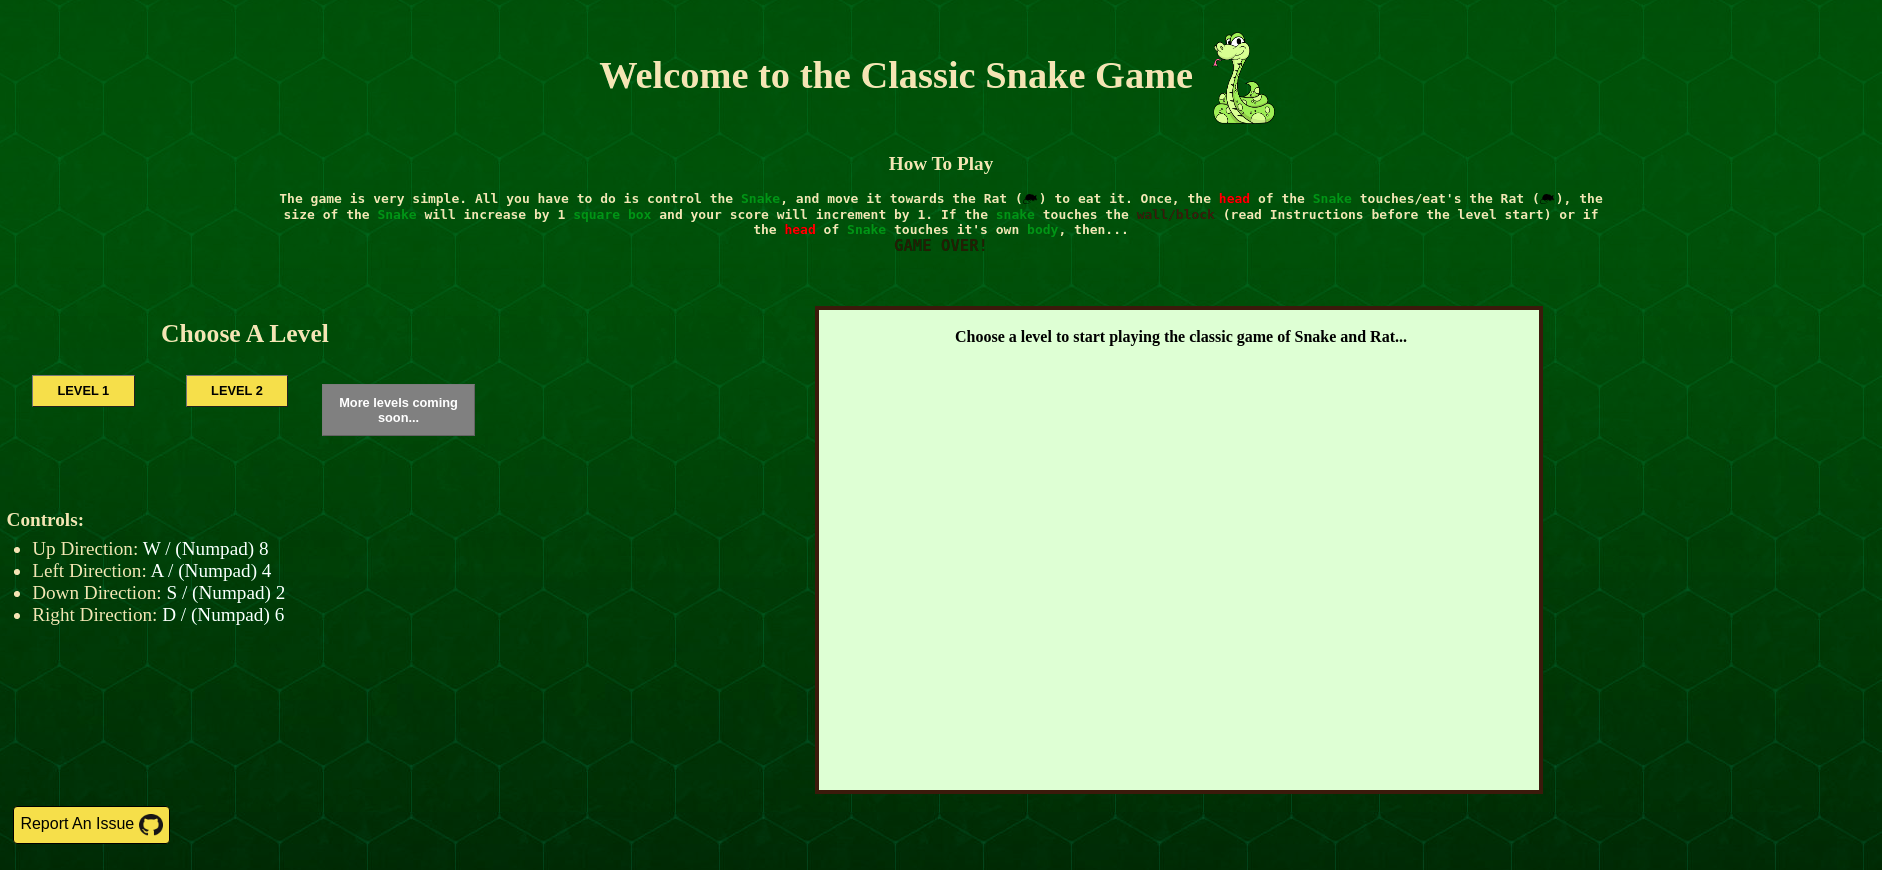 Welcome to the Classic Snake Game
How To Play
The game is very simple. All you have to do is control the Snake, and move it towards the Rat ( ) to eat it. Once, the head of the Snake touches/eat's the Rat ( ), the
size of the Snake will increase by 1 square box and your score will increment by 1. If the snake touches the wall/block (read Instructions before the level start) or if
the head of Snake touches it's own body, then...
GAME OVER!
Choose A Level
LEVEL 1
LEVEL 2
More levels coming
soon...
Choose a level to start playing the classic game of Snake and Rat...
Controls:
Up Direction: W / (Numpad) 8
Left Direction: A / (Numpad) 4
Down Direction: S / (Numpad) 2
Right Direction: D / (Numpad) 6
Report An Issue